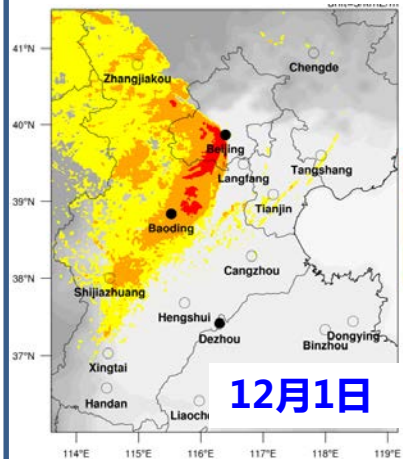 41°N
Zhangjiakou
Chengde
40°N
Beijing
Langfang
Tangshang
39°N
Tianjin
Baoding
Cangzhou
38°N
Shijiazhuang
Hengshui
Dezhou
Dongying
Binzhou
37°N
Xingtai
Handan
Liaoche
12月1日
114°E
115°E
116°E
117°E
118°E
119°E